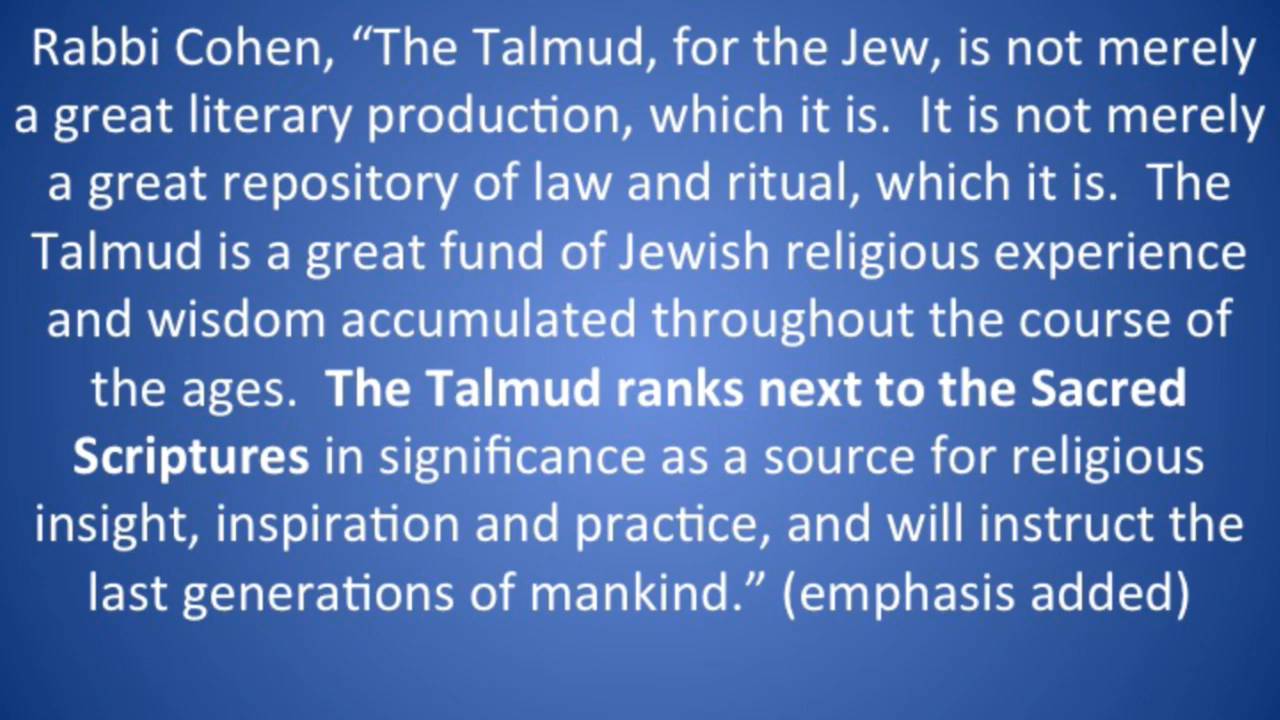 Rabbi Cohen, “The Talmud, for the Jew, is not merely
a great literary production, which it is.  It is not merely
a great repository of law and ritual, which it is.  The
Talmud is a great fund of Jewish religious experience
and wisdom accumulated throughout the course of
the ages.  The Talmud ranks next to the Sacred
Scriptures in significance as a source for religious
insight, inspiration and practice, and will instruct the
last generations of mankind.” (emphasis added)